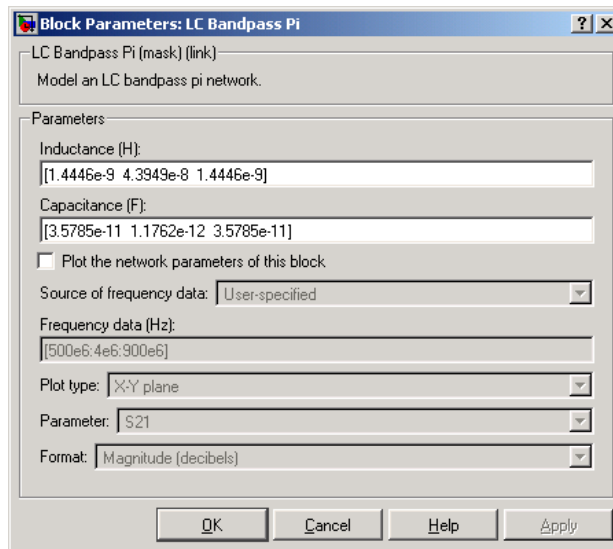 Block Parameters: LC Bandpass Pi
LC Bandpass Pi (mask) (link)
Model an LC bandpass pi network.
Parameters
Inductance (H):
[1.4446e-9 4.3949e-8 1.4446e-9]
Capacitance (F):
[3.5785e-11 1.1762e-12 3.5785e-11]
Plot the network parameters of this block
Source of frequency data: User-specified
Frequency data (Hz):
[500e6:4e6:900e6]
Plot type: X-Y plane
Parameter: S21
Format: Magnitude (decibels)
OK Cancel Help Apply